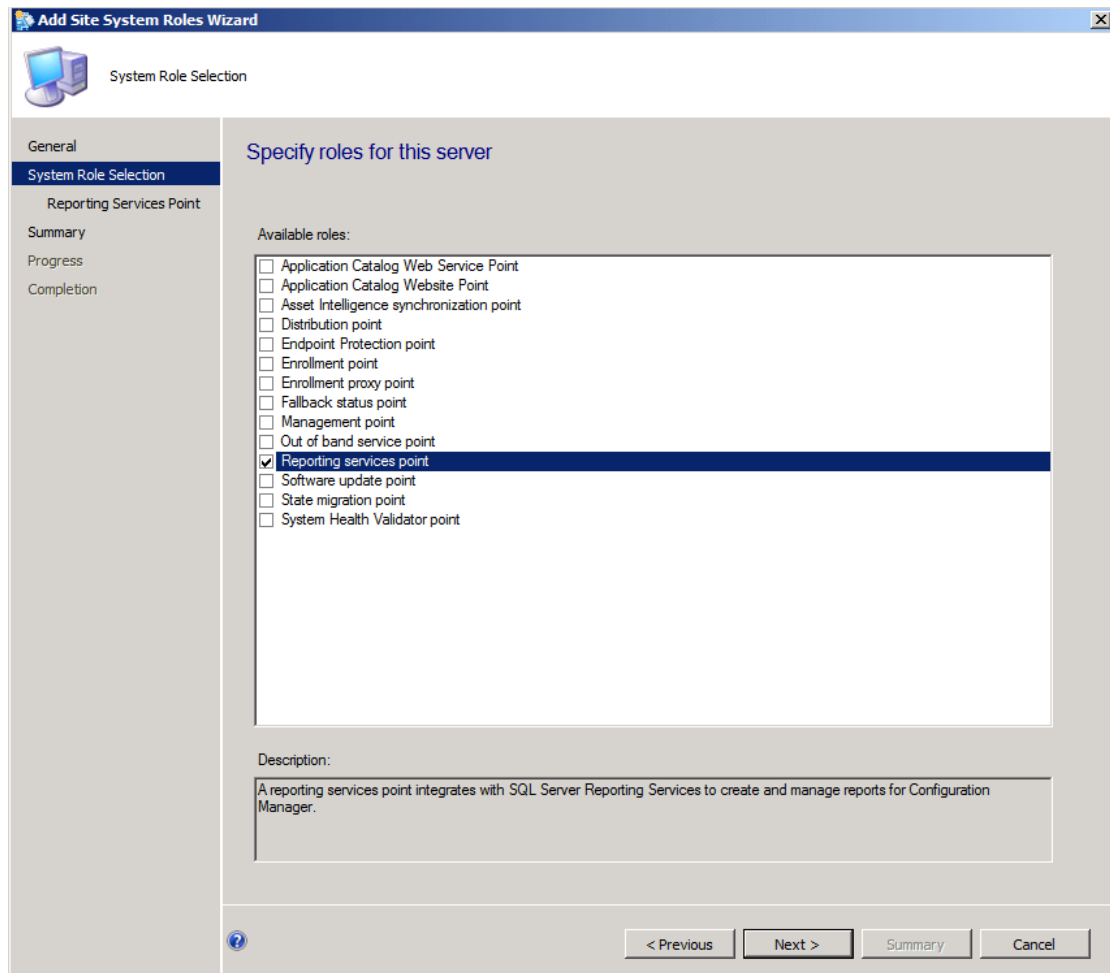 Add Site System Roles Wizard
System Role Selection
General
System Role Selection
Reporting Services Point
Summary
Progress
Completion
Specify roles for this server
Available roles:
Application Catalog Web Service Point
Application Catalog Website Point
Asset Intelligence synchronization point
Distribution point
Endpoint Protection point
Enrollment point
Enrollment proxy point
Fallback status point
Management point
Out of band service point
Reporting services point
Software update point
State migration point
System Health Validator point
Description:
A reporting services point integrates with SQL Server Reporting Services to create and manage reports for Configuration
Manager.
< Previous
Next >
Summary
Cancel